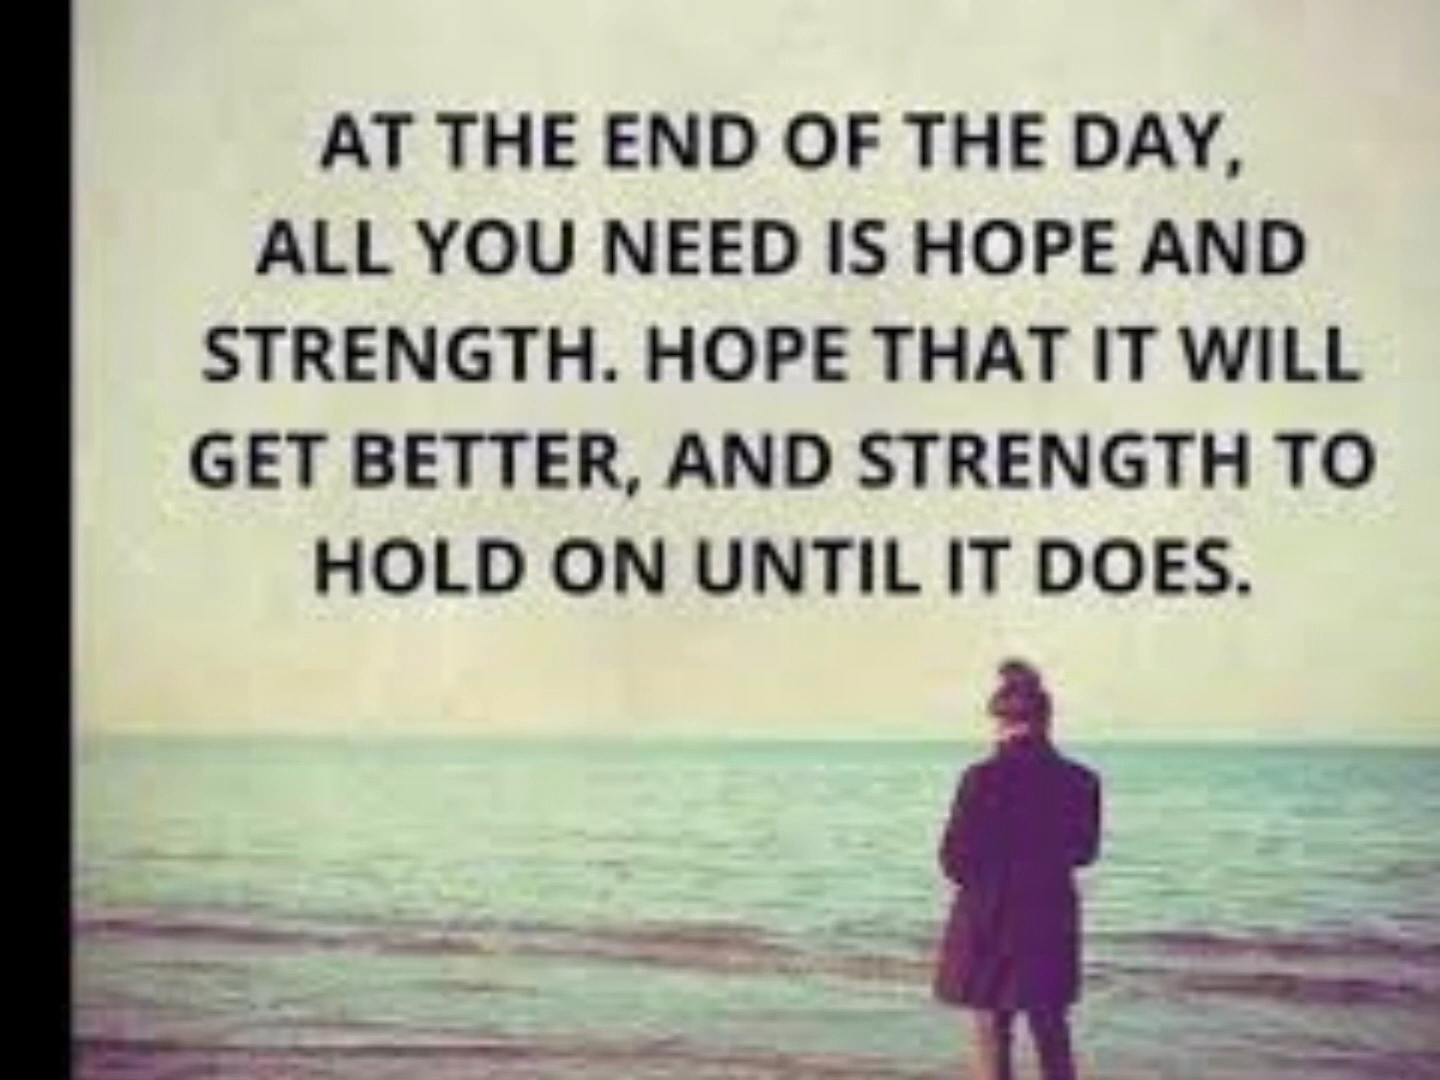 AT THE END OF THE DAY,
ALL YOU NEED IS HOPE AND
STRENGTH. HOPE THAT IT WILL
GET BETTER, AND STRENGTH TO
HOLD ON UNTIL IT DOES.